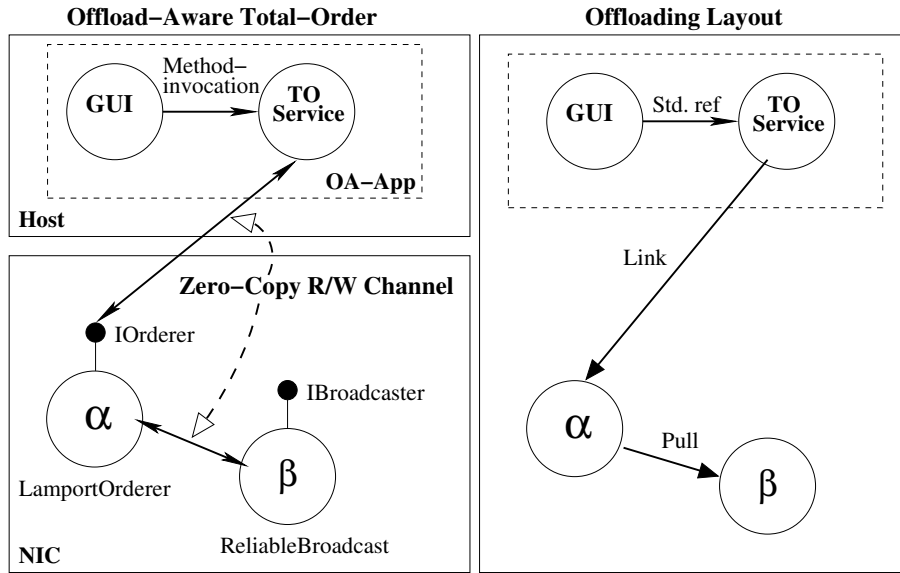 Offload−Aware Total−Order
Method−
invocation
GUI
TO
Service
OA−App
Host
Zero−Copy R/W Channel
IOrderer
IBroadcaster
α
β
LamportOrderer
ReliableBroadcast
NIC
Offloading Layout
GUI
Std. ref
TO
Service
Link
α
Pull
β